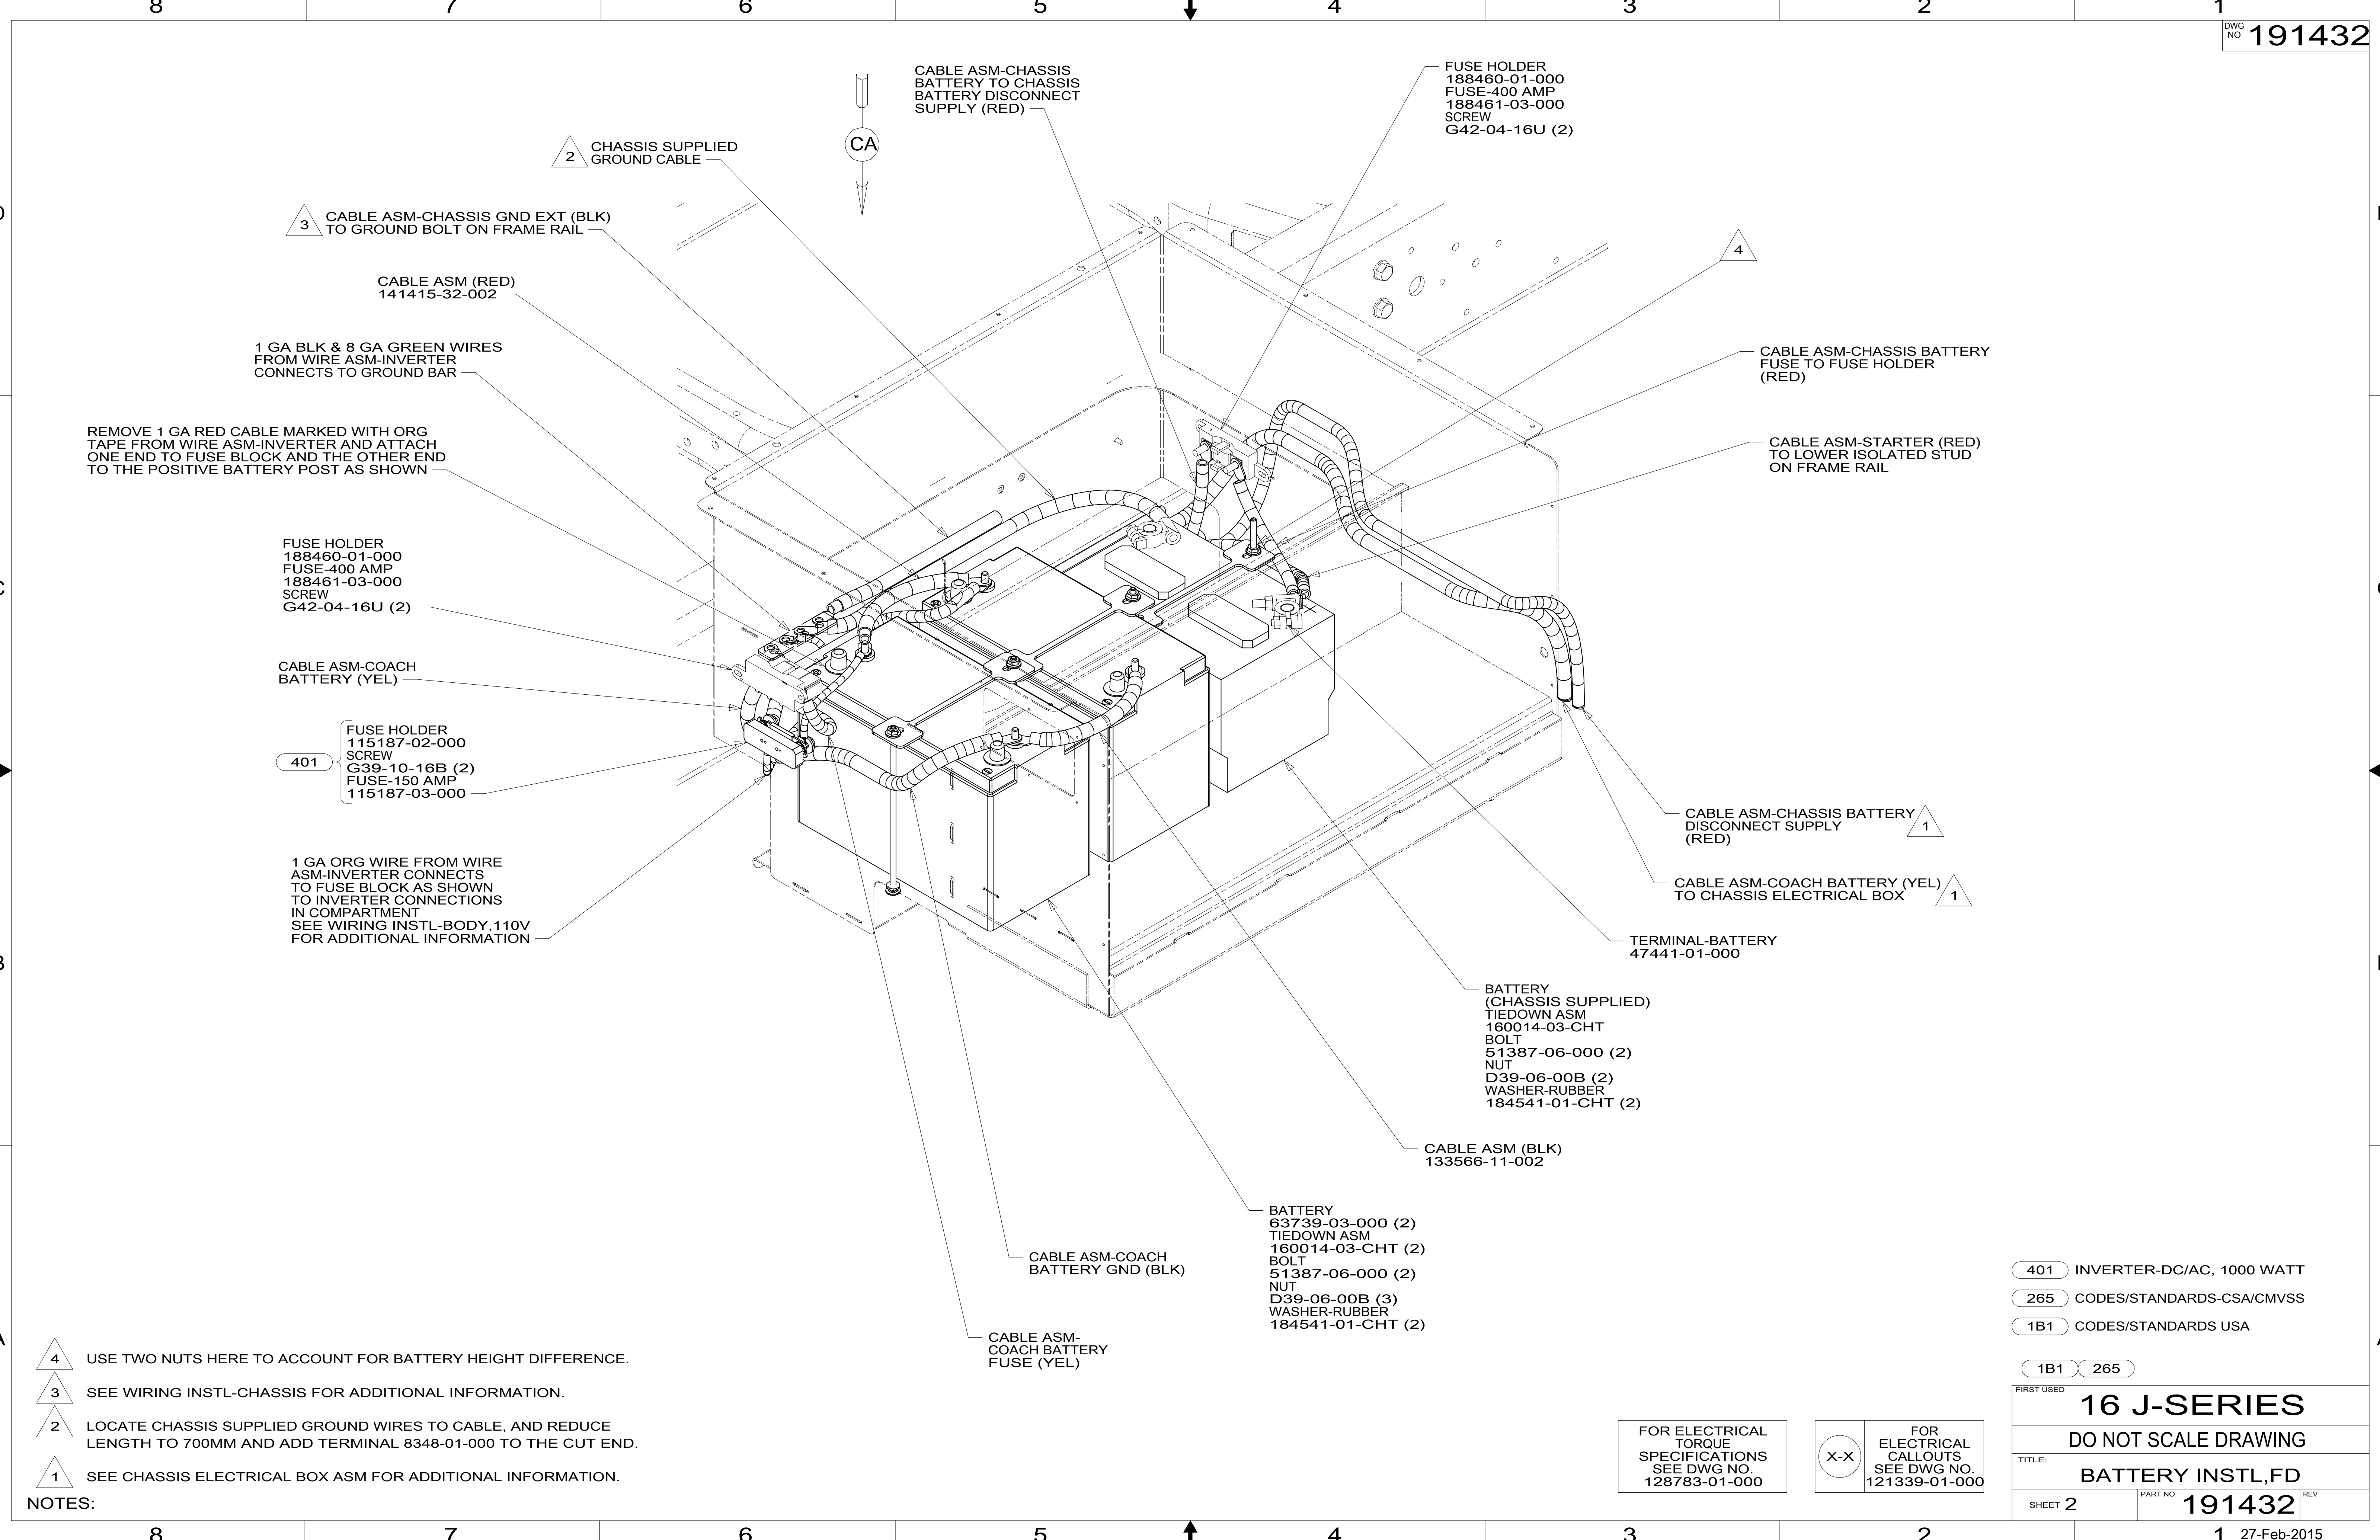 8 7 6 5 4 3 2 1
DWG
NO 191432
CABLE ASM-CHASSIS
BATTERY TO CHASSIS
BATTERY DISCONNECT
SUPPLY (RED)
FUSE HOLDER
188460-01-000
FUSE-400 AMP
188461-03-000
SCREW
G42-04-16U (2)
CA
2 CHASSIS SUPPLIED
GROUND CABLE
3 CABLE ASM-CHASSIS GND EXT (BLK)
TO GROUND BOLT ON FRAME RAIL
4
CABLE ASM (RED)
141415-32-002
1 GA BLK & 8 GA GREEN WIRES
FROM WIRE ASM-INVERTER
CONNECTS TO GROUND BAR
CABLE ASM-CHASSIS BATTERY
FUSE TO FUSE HOLDER
(RED)
REMOVE 1 GA RED CABLE MARKED WITH ORG
TAPE FROM WIRE ASM-INVERTER AND ATTACH
ONE END TO FUSE BLOCK AND THE OTHER END
TO THE POSITIVE BATTERY POST AS SHOWN
CABLE ASM-STARTER (RED)
TO LOWER ISOLATED STUD
ON FRAME RAIL
FUSE HOLDER
188460-01-000
FUSE-400 AMP
188461-03-000
SCREW
G42-04-16U (2)
CABLE ASM-COACH
BATTERY (YEL)
401
FUSE HOLDER
115187-02-000
SCREW
G39-10-16B (2)
FUSE-150 AMP
115187-03-000
1 GA ORG WIRE FROM WIRE
ASM-INVERTER CONNECTS
TO FUSE BLOCK AS SHOWN
TO INVERTER CONNECTIONS
IN COMPARTMENT
SEE WIRING INSTL-BODY,110V
FOR ADDITIONAL INFORMATION
CABLE ASM-CHASSIS BATTERY
DISCONNECT SUPPLY
(RED)
1
CABLE ASM-COACH BATTERY (YEL)
TO CHASSIS ELECTRICAL BOX
1
TERMINAL-BATTERY
47441-01-000
BATTERY
(CHASSIS SUPPLIED)
TIEDOWN ASM
160014-03-CHT
BOLT
51387-06-000 (2)
NUT
D39-06-00B (2)
WASHER-RUBBER
184541-01-CHT (2)
CABLE ASM (BLK)
133566-11-002
BATTERY
63739-03-000 (2)
TIEDOWN ASM
160014-03-CHT (2)
BOLT
51387-06-000 (2)
NUT
D39-06-00B (3)
WASHER-RUBBER
184541-01-CHT (2)
CABLE ASM-COACH
BATTERY GND (BLK)
CABLE ASM-
COACH BATTERY
FUSE (YEL)
401 INVERTER-DC/AC, 1000 WATT
265 CODES/STANDARDS-CSA/CMVSS
1B1 CODES/STANDARDS USA
1B1 265
4 USE TWO NUTS HERE TO ACCOUNT FOR BATTERY HEIGHT DIFFERENCE.
3 SEE WIRING INSTL-CHASSIS FOR ADDITIONAL INFORMATION.
2 LOCATE CHASSIS SUPPLIED GROUND WIRES TO CABLE, AND REDUCE
LENGTH TO 700MM AND ADD TERMINAL 8348-01-000 TO THE CUT END.
1 SEE CHASSIS ELECTRICAL BOX ASM FOR ADDITIONAL INFORMATION.
NOTES:
FOR ELECTRICAL
TORQUE
SPECIFICATIONS
SEE DWG NO.
128783-01-000
X-X
FOR
ELECTRICAL
CALLOUTS
SEE DWG NO.
121339-01-000
FIRST USED
16 J-SERIES
DO NOT SCALE DRAWING
TITLE:
BATTERY INSTL,FD
SHEET 2
PART NO 191432 REV
8 7 6 5 4 3 2 1
27-Feb-2015